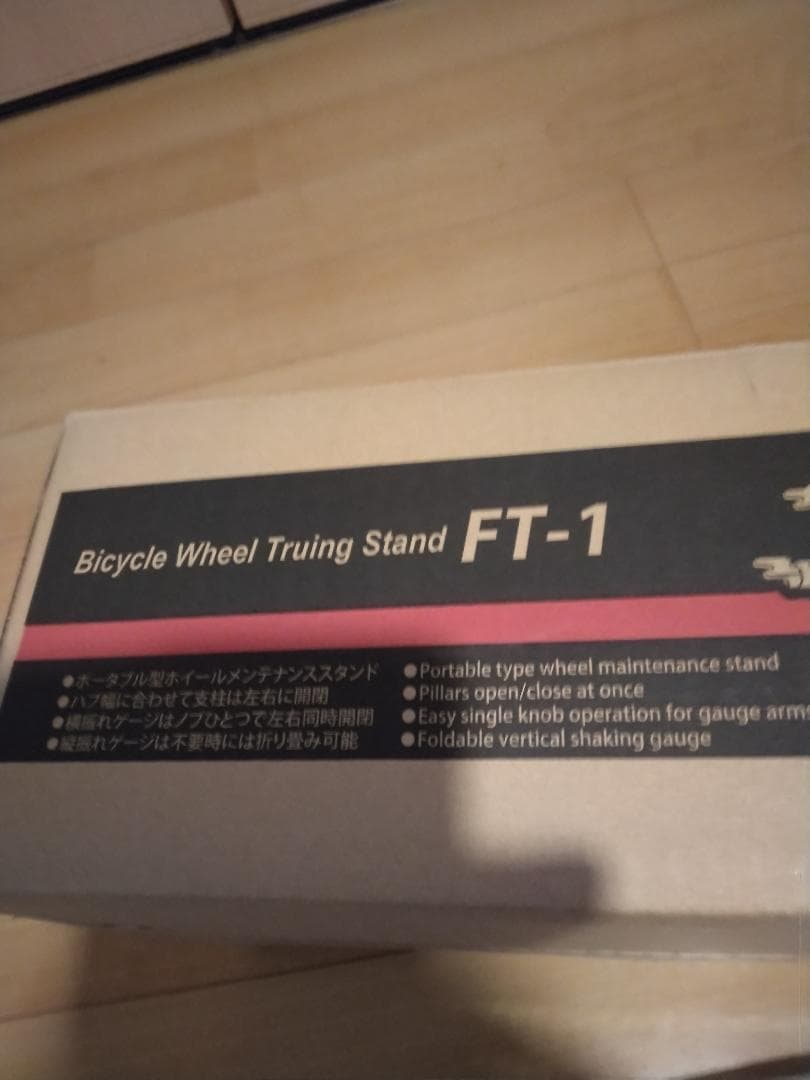 Bicycle Wheel Truing Stand FT-1
●ポータブル型ホイールメンテナンススタンド
●ハブ幅に合わせて支柱は左右に開閉
●横振れゲージはノブひとつで左右同時開閉
●縦振れゲージは不要時には折り畳み可能
●Portable type wheel maintenance stand
●Pillars open/close at once
●Easy single knob operation for gauge arms
●Foldable vertical shaking gauge